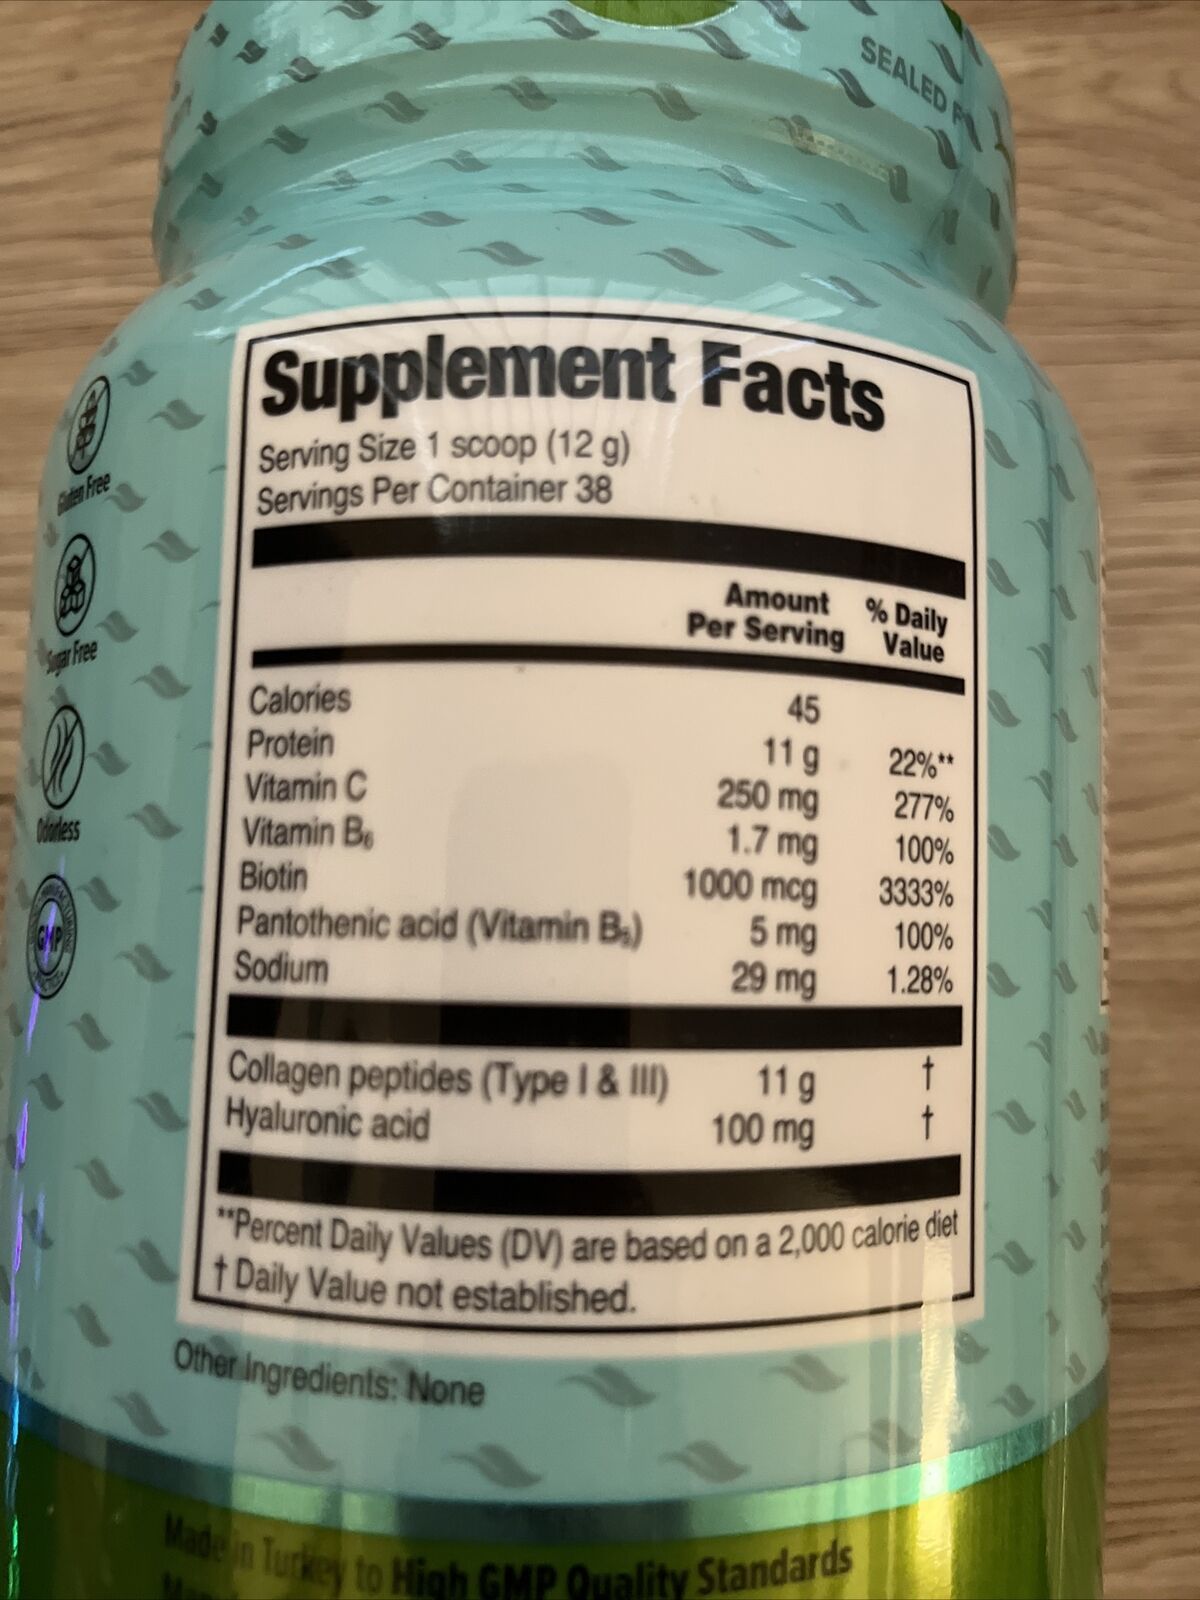 SEALED
Supplement Facts
Serving Size 1 scoop (12 g)
Servings Per Container 38
Amount Per Serving % Daily Value
Calories 45
Protein 11 g 22%**
Vitamin C 250 mg 277%
Vitamin B₆ 1.7 mg 100%
Biotin 1000 mcg 3333%
Pantothenic acid (Vitamin B₅) 5 mg 100%
Sodium 29 mg 1.28%
Collagen peptides (Type I & III) 11 g †
Hyaluronic acid 100 mg †
**Percent Daily Values (DV) are based on a 2,000 calorie diet
† Daily Value not established.
Other Ingredients: None
Gluten Free
Sugar Free
Odorless
GMP
Made in Turkey to High GMP Quality Standards